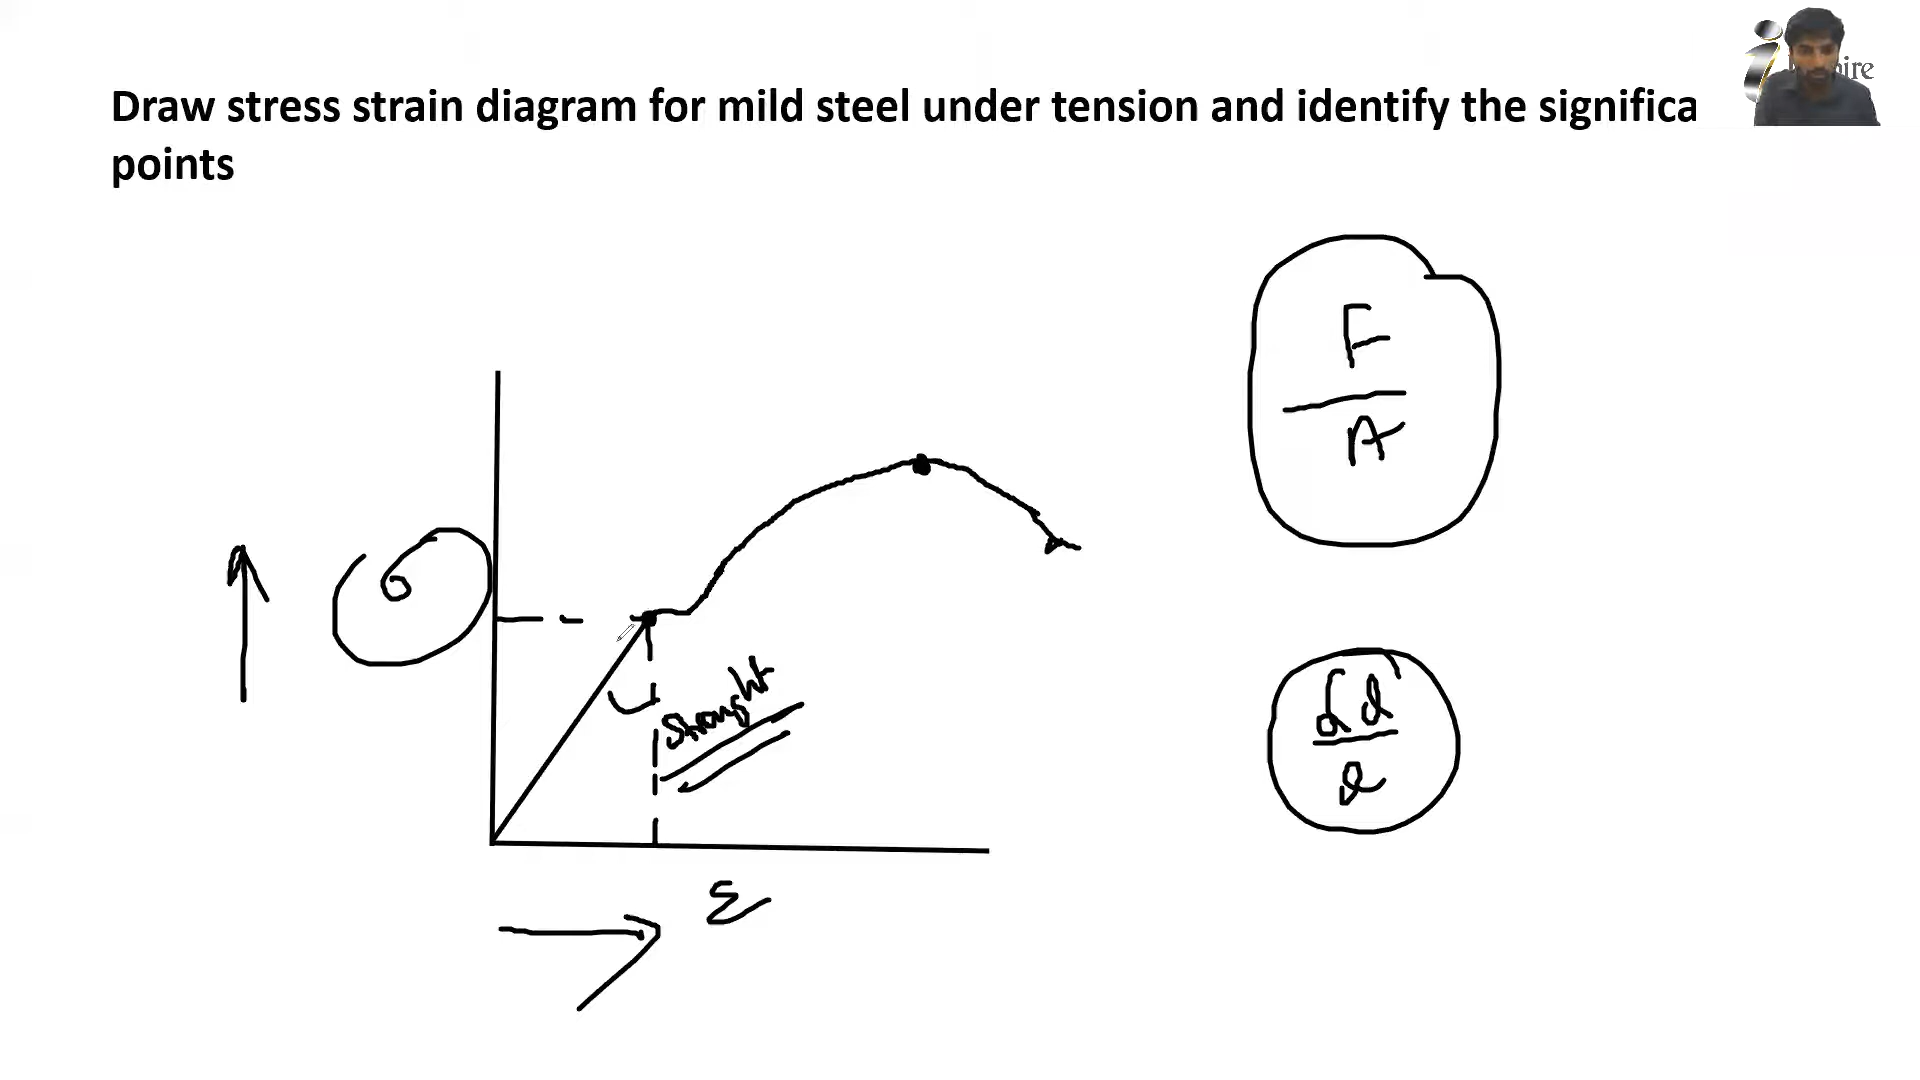 Draw stress strain diagram for mild steel under tension and identify the significa
points
F
A
σ
straight
dl
l
ε